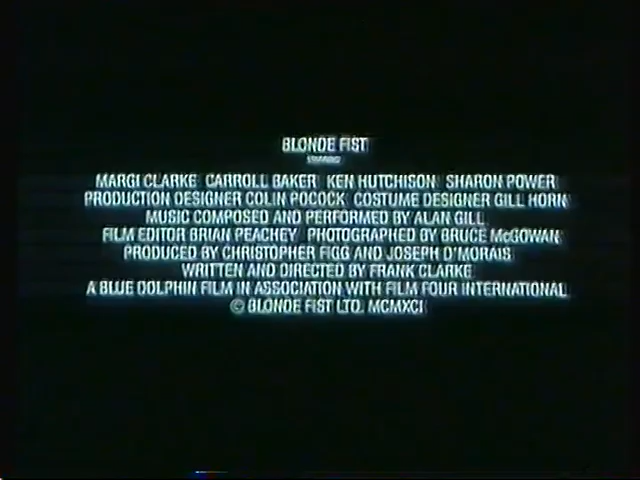 BLONDE FIST
STARRING
MARGI CLARKE CARROLL BAKER KEN HUTCHISON SHARON POWER
PRODUCTION DESIGNER COLIN POCOCK COSTUME DESIGNER GILL HORN
MUSIC COMPOSED AND PERFORMED BY ALAN GILL
FILM EDITOR BRIAN PEACHEY PHOTOGRAPHED BY BRUCE McGOWAN
PRODUCED BY CHRISTOPHER FIGG AND JOSEPH D'MORAIS
WRITTEN AND DIRECTED BY FRANK CLARKE
A BLUE DOLPHIN FILM IN ASSOCIATION WITH FILM FOUR INTERNATIONAL
© BLONDE FIST LTD. MCMXCI